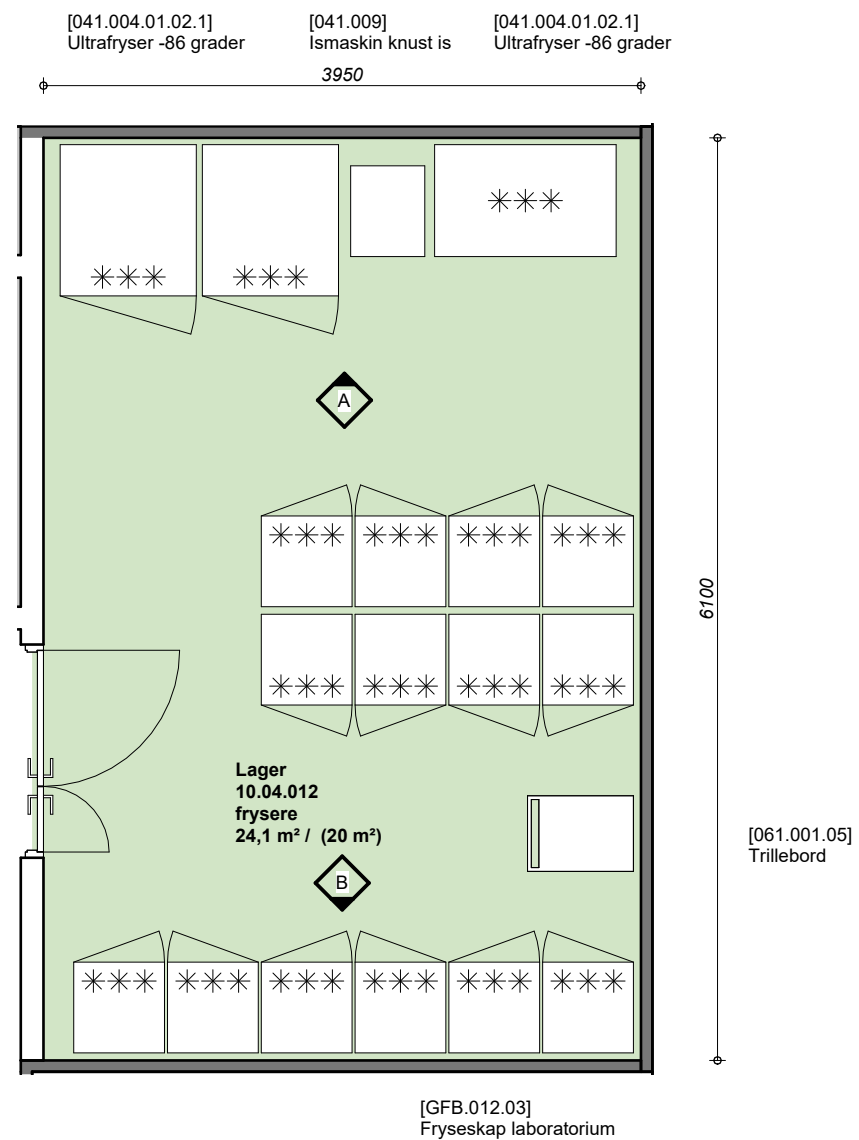 [041.004.01.02.1]
Ultrafryser -86 grader
[041.009]
Ismaskin knust is
[041.004.01.02.1]
Ultrafryser -86 grader
3950
A
6100
Lager
10.04.012
frysere
24,1 m² / (20 m²)
B
[061.001.05]
Trillebord
[GFB.012.03]
Fryseskap laboratorium